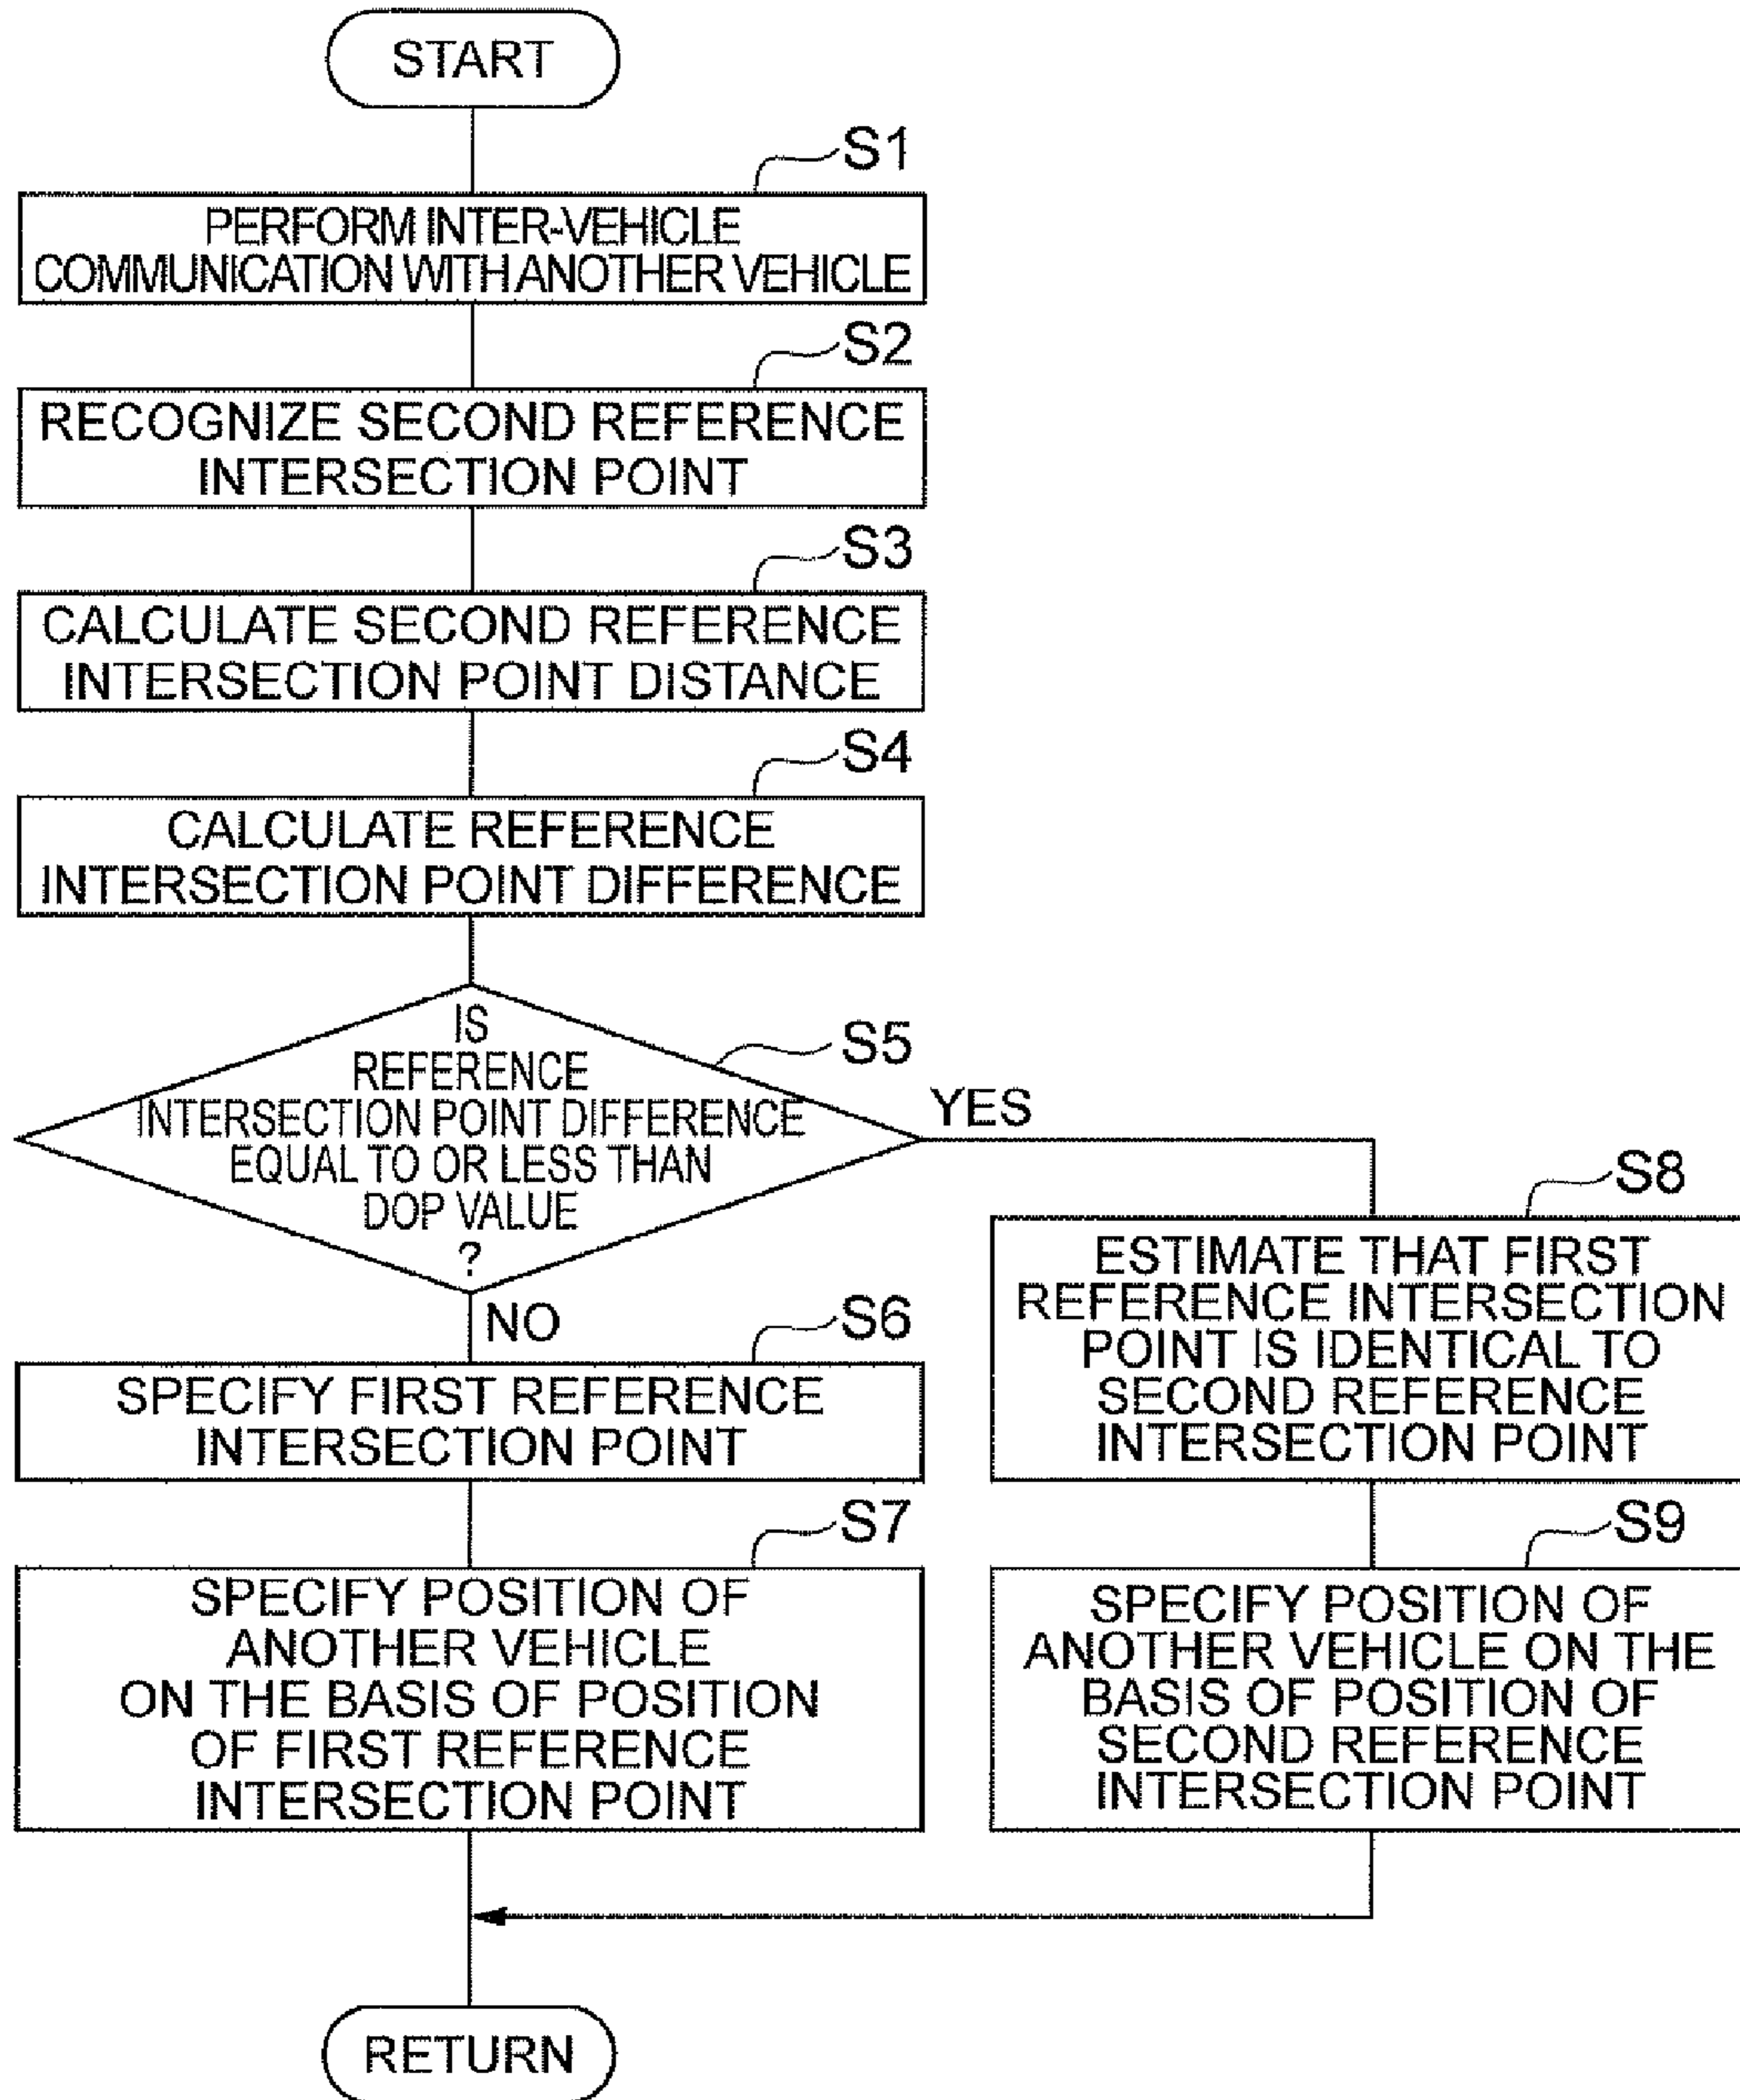 START
S1
PERFORM INTER-VEHICLE
COMMUNICATION WITH ANOTHER VEHICLE
S2
RECOGNIZE SECOND REFERENCE
INTERSECTION POINT
S3
CALCULATE SECOND REFERENCE
INTERSECTION POINT DISTANCE
S4
CALCULATE REFERENCE
INTERSECTION POINT DIFFERENCE
S5
IS
REFERENCE
INTERSECTION POINT DIFFERENCE
EQUAL TO OR LESS THAN
DOP VALUE
?
YES
NO
S6
SPECIFY FIRST REFERENCE
INTERSECTION POINT
S7
SPECIFY POSITION OF
ANOTHER VEHICLE
ON THE BASIS OF POSITION
OF FIRST REFERENCE
INTERSECTION POINT
S8
ESTIMATE THAT FIRST
REFERENCE INTERSECTION
POINT IS IDENTICAL TO
SECOND REFERENCE
INTERSECTION POINT
S9
SPECIFY POSITION OF
ANOTHER VEHICLE ON THE
BASIS OF POSITION OF
SECOND REFERENCE
INTERSECTION POINT
RETURN